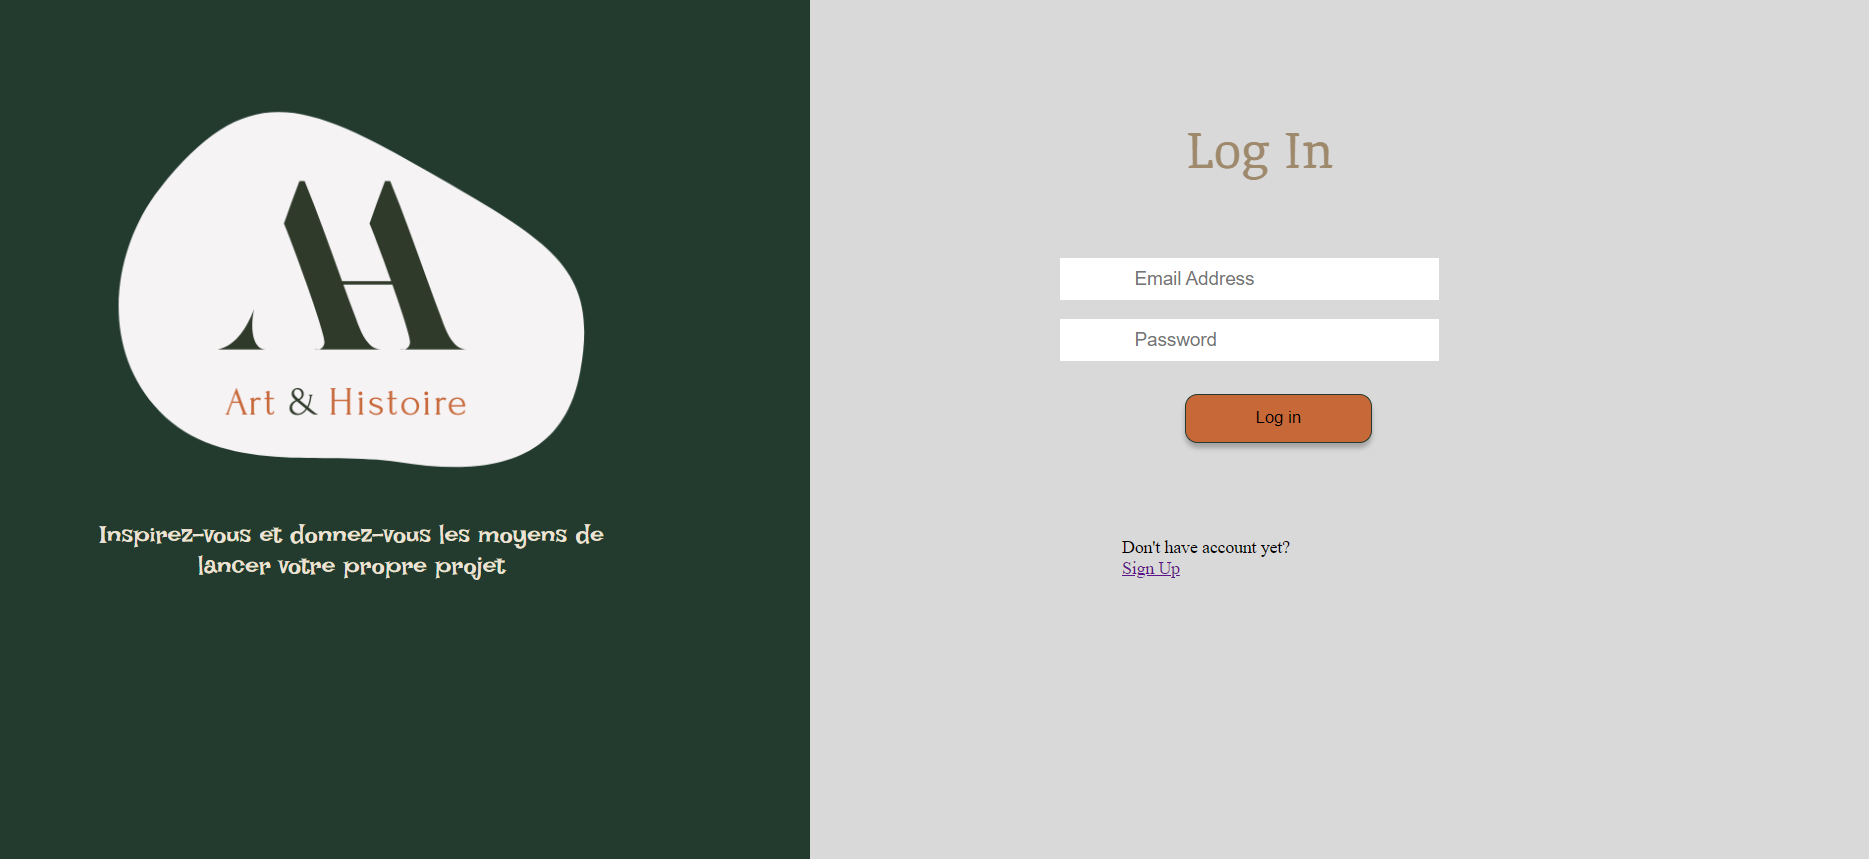 AH
Art & Histoire
Inspirez-vous et donnez-vous les moyens de
lancer votre propre projet
Log In
Email Address
Password
Log in
Don't have account yet?
Sign Up